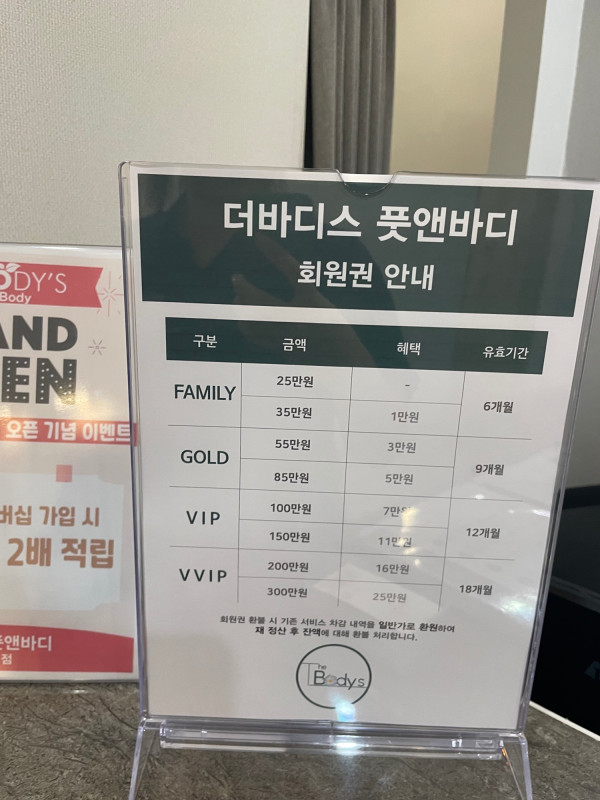 더바디스 풋앤바디
회원권 안내
구분 금액 혜택 유효기간
FAMILY 25만원 - 6개월
35만원 1만원
GOLD 55만원 3만원 9개월
85만원 5만원
VIP 100만원 7만원 12개월
150만원 11만원
VVIP 200만원 16만원 18개월
300만원 25만원
회원권 환불 시 기존 서비스 차감 내역을 일반가로 환원하여
재 정산 후 잔액에 대해 환불 처리합니다.
The
Bodys
ODY'S
Body
AND
EN
오픈 기념 이벤트
버십 가입 시
2배 적립
풋앤바디
점